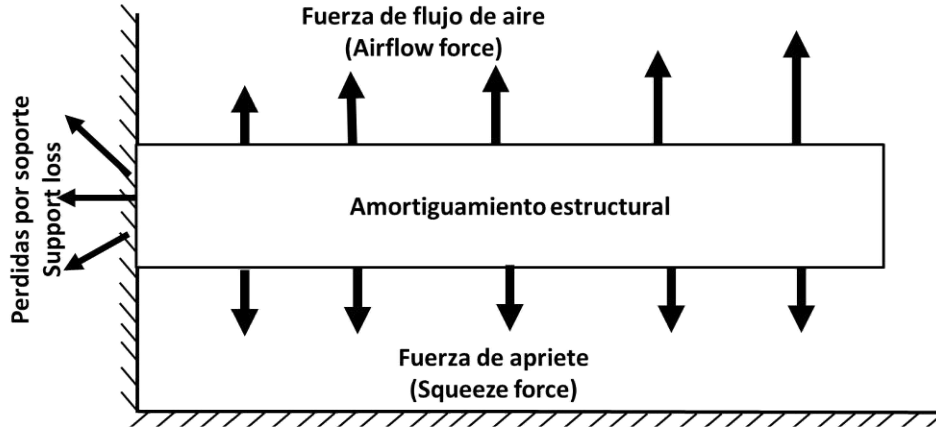 Fuerza de flujo de aire
(Airflow force)
Perdidas por soporte
Support loss
Amortiguamiento estructural
Fuerza de apriete
(Squeeze force)